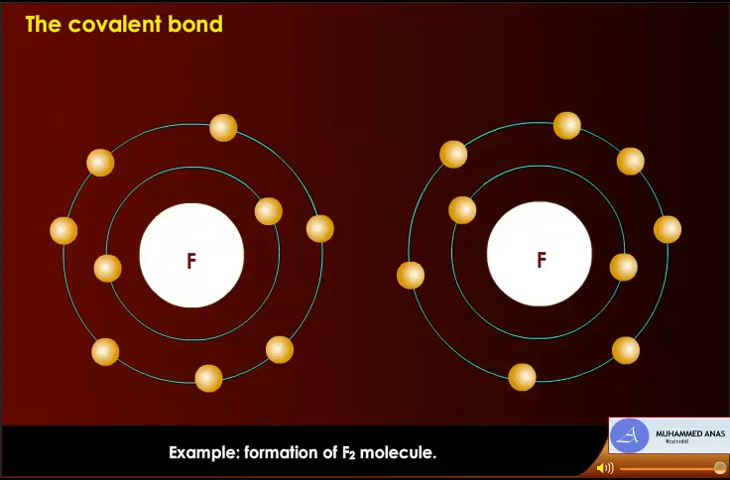 The covalent bond
F
F
MUHAMMED ANAS
Example: formation of F₂ molecule.